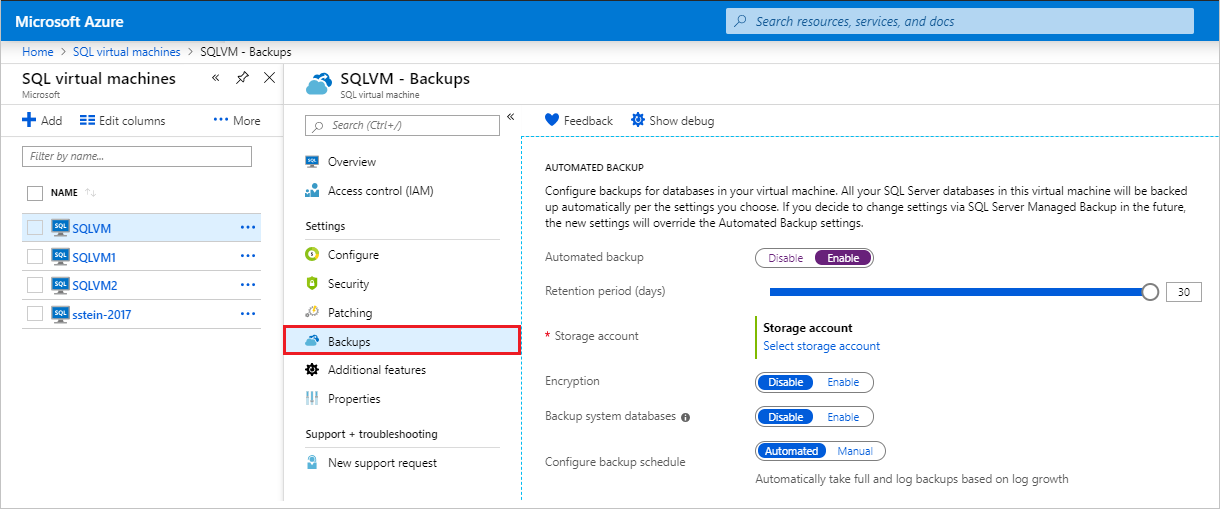 Microsoft Azure
Search resources, services, and docs
Home > SQL virtual machines > SQLVM - Backups
SQL virtual machines
Microsoft
Add Edit columns More
Filter by name...
NAME
SQL SQLVM
SQL SQLVM1
SQL SQLVM2
SQL sstein-2017
SQLVM - Backups
SQL virtual machine
Search (Ctrl+/)
SQL Overview
Access control (IAM)
Settings
Configure
Security
Patching
Backups
Additional features
Properties
Support + troubleshooting
New support request
Feedback Show debug
AUTOMATED BACKUP
Configure backups for databases in your virtual machine. All your SQL Server databases in this virtual machine will be backed
up automatically per the settings you choose. If you decide to change settings via SQL Server Managed Backup in the future,
the new settings will override the Automated Backup settings.
Automated backup Disable Enable
Retention period (days) 30
* Storage account
Storage account
Select storage account
Encryption Disable Enable
Backup system databases Disable Enable
Configure backup schedule Automated Manual
Automatically take full and log backups based on log growth